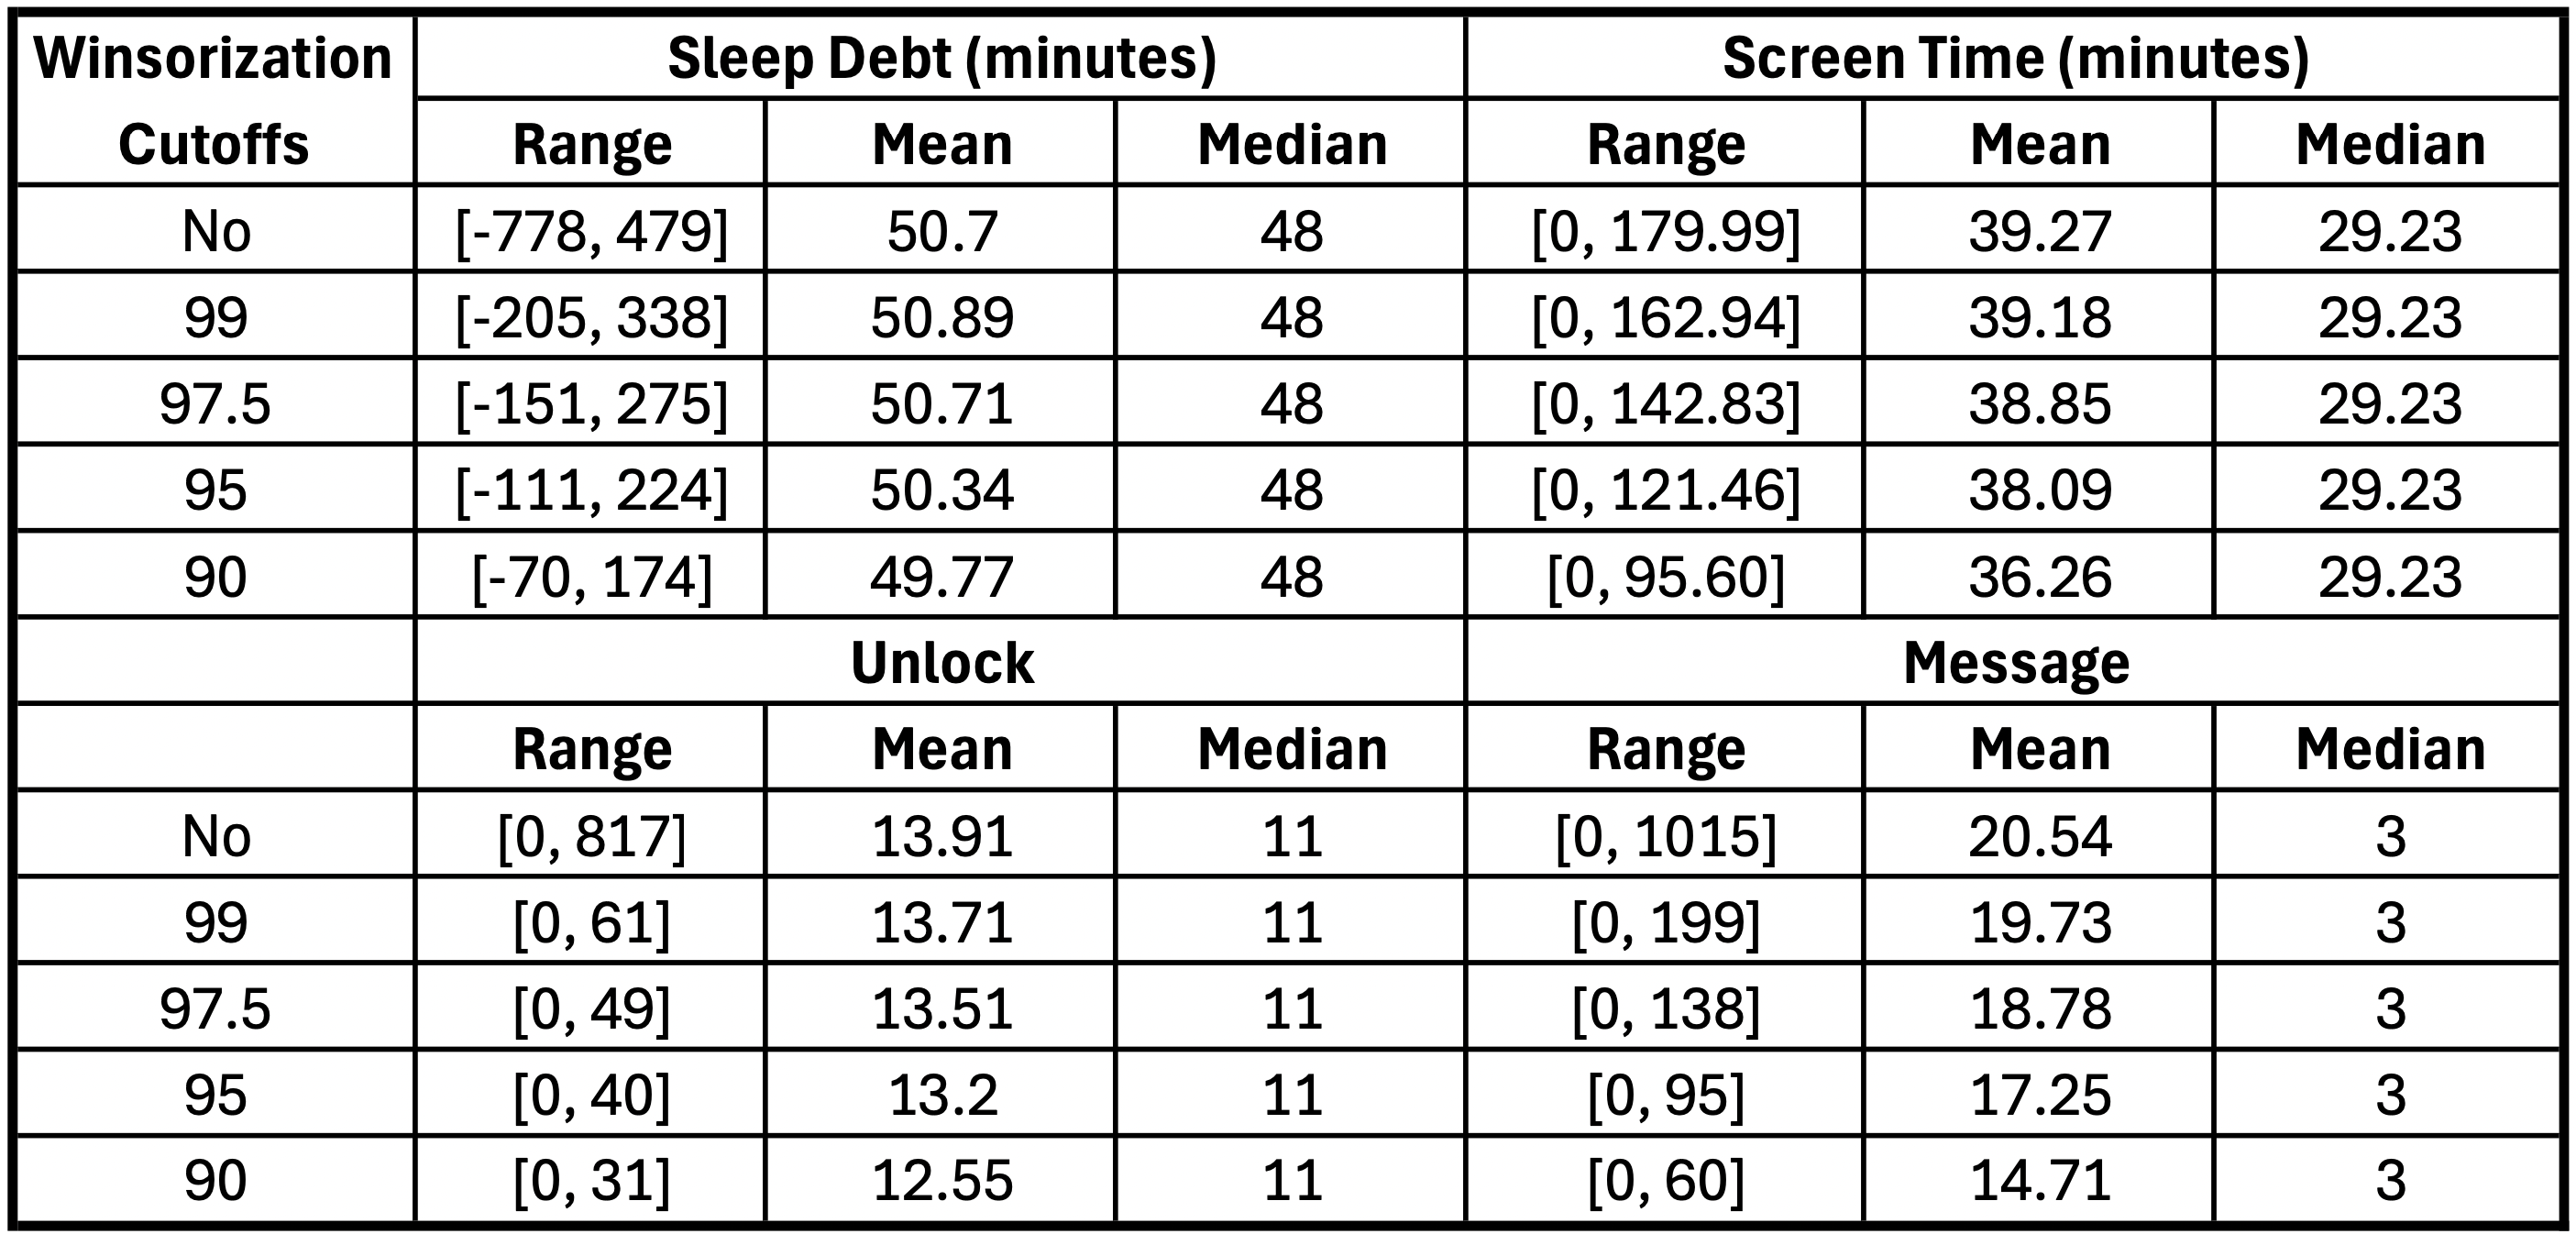 Winsorization Sleep Debt (minutes) Screen Time (minutes)
Cutoffs Range Mean Median Range Mean Median
No [-778, 479] 50.7 48 [0, 179.99] 39.27 29.23
99 [-205, 338] 50.89 48 [0, 162.94] 39.18 29.23
97.5 [-151, 275] 50.71 48 [0, 142.83] 38.85 29.23
95 [-111, 224] 50.34 48 [0, 121.46] 38.09 29.23
90 [-70, 174] 49.77 48 [0, 95.60] 36.26 29.23
Unlock Message
Range Mean Median Range Mean Median
No [0, 817] 13.91 11 [0, 1015] 20.54 3
99 [0, 61] 13.71 11 [0, 199] 19.73 3
97.5 [0, 49] 13.51 11 [0, 138] 18.78 3
95 [0, 40] 13.2 11 [0, 95] 17.25 3
90 [0, 31] 12.55 11 [0, 60] 14.71 3